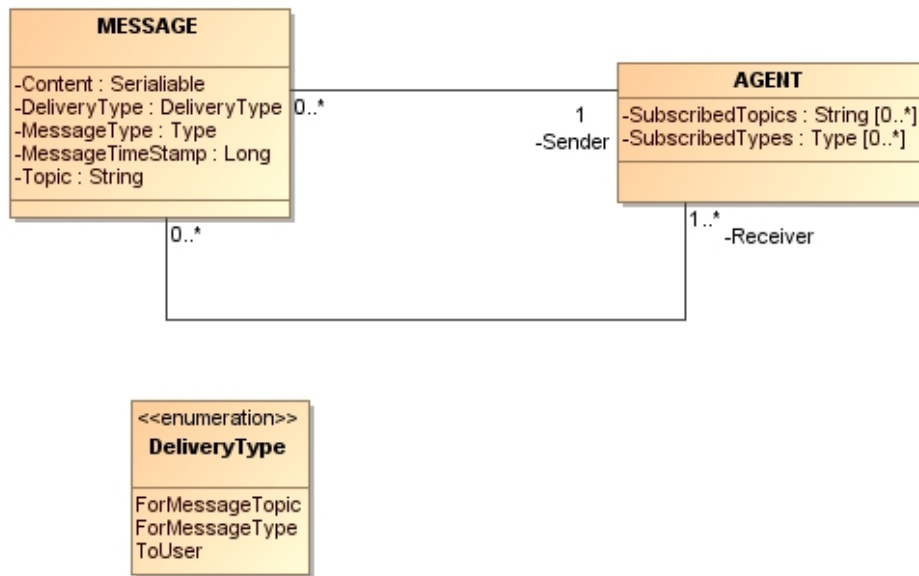 MESSAGE
-Content : Serialiable
-DeliveryType : DeliveryType
-MessageType : Type
-MessageTimeStamp : Long
-Topic : String
0..*
1
-Sender
AGENT
-SubscribedTopics : String [0..*]
-SubscribedTypes : Type [0..*]
0..*
1..*
-Receiver
<<enumeration>>
DeliveryType
ForMessageTopic
ForMessageType
ToUser